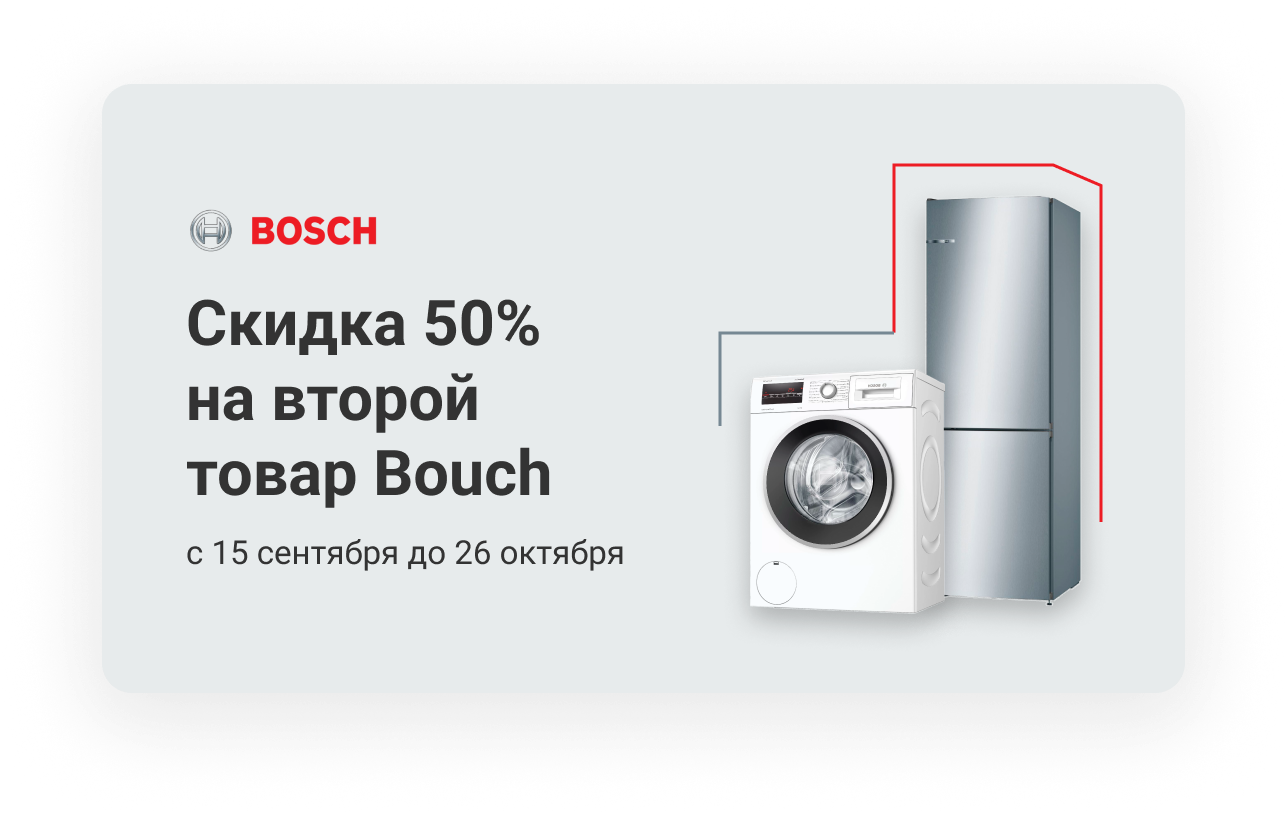 BOSCH
Скидка 50%
на второй
товар Bouch
с 15 сентября до 26 октября